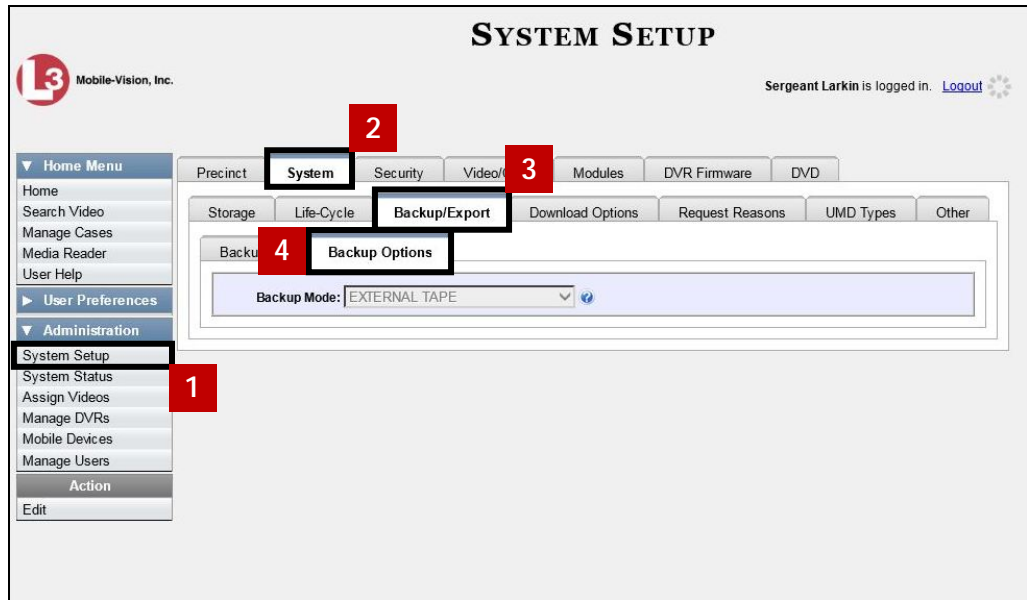 SYSTEM SETUP
L3 Mobile-Vision, Inc.
Sergeant Larkin is logged in. Logout
2
▼ Home Menu
Home
Search Video
Manage Cases
Media Reader
User Help
▶ User Preferences
▼ Administration
System Setup
1
System Status
Assign Videos
Manage DVRs
Mobile Devices
Manage Users
Action
Edit
Precinct System Security Video/ 3 Modules DVR Firmware DVD
Storage Life-Cycle Backup/Export Download Options Request Reasons UMD Types Other
4 Backup Options
Backup Mode: EXTERNAL TAPE